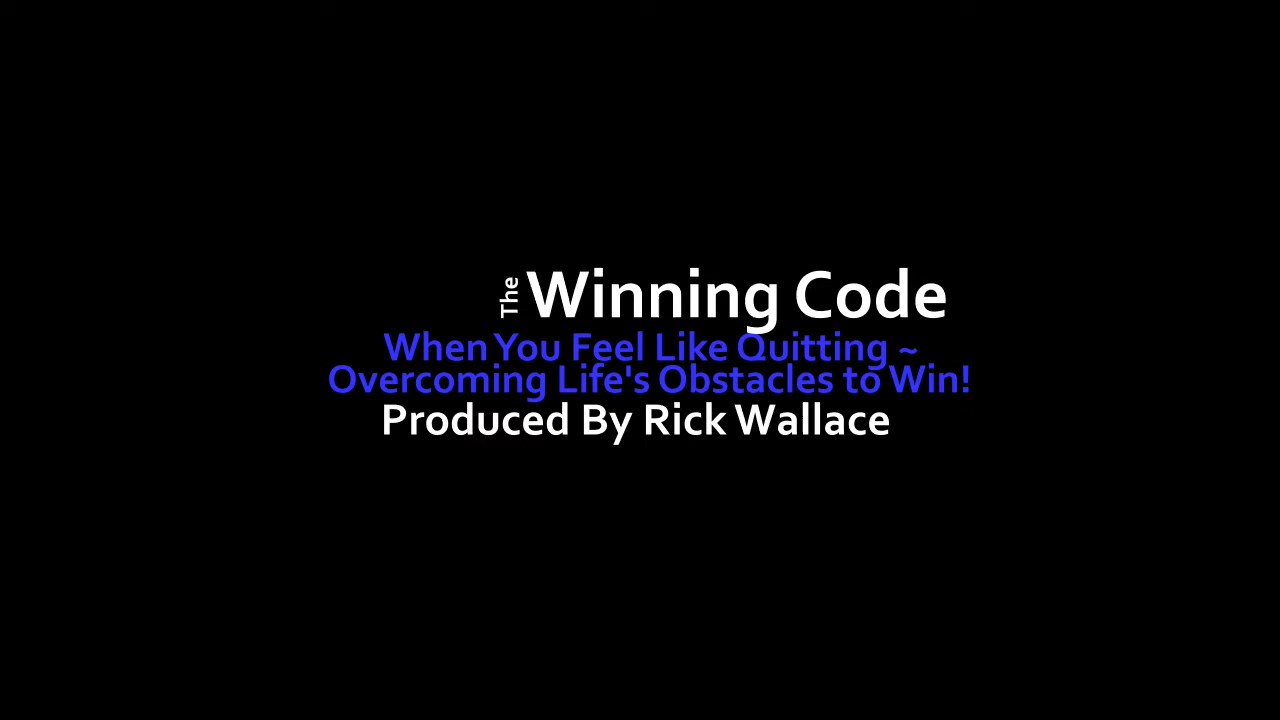 The Winning Code
When You Feel Like Quitting ~
Overcoming Life's Obstacles to Win!
Produced By Rick Wallace